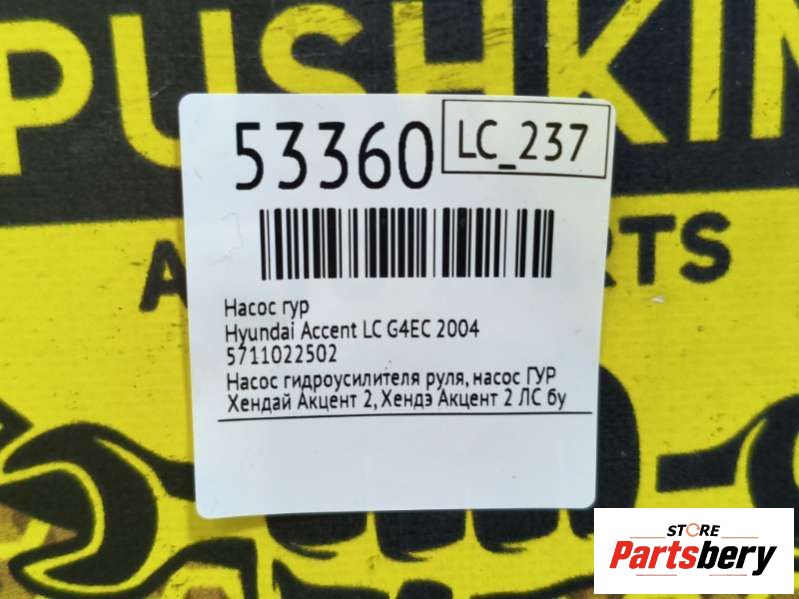 PUSHKIN
53360
LC_237
Насос гур
Hyundai Accent LC G4EC 2004
5711022502
Насос гидроусилителя руля, насос ГУР
Хендай Акцент 2, Хендэ Акцент 2 ЛС бу
STORE
Partsbery